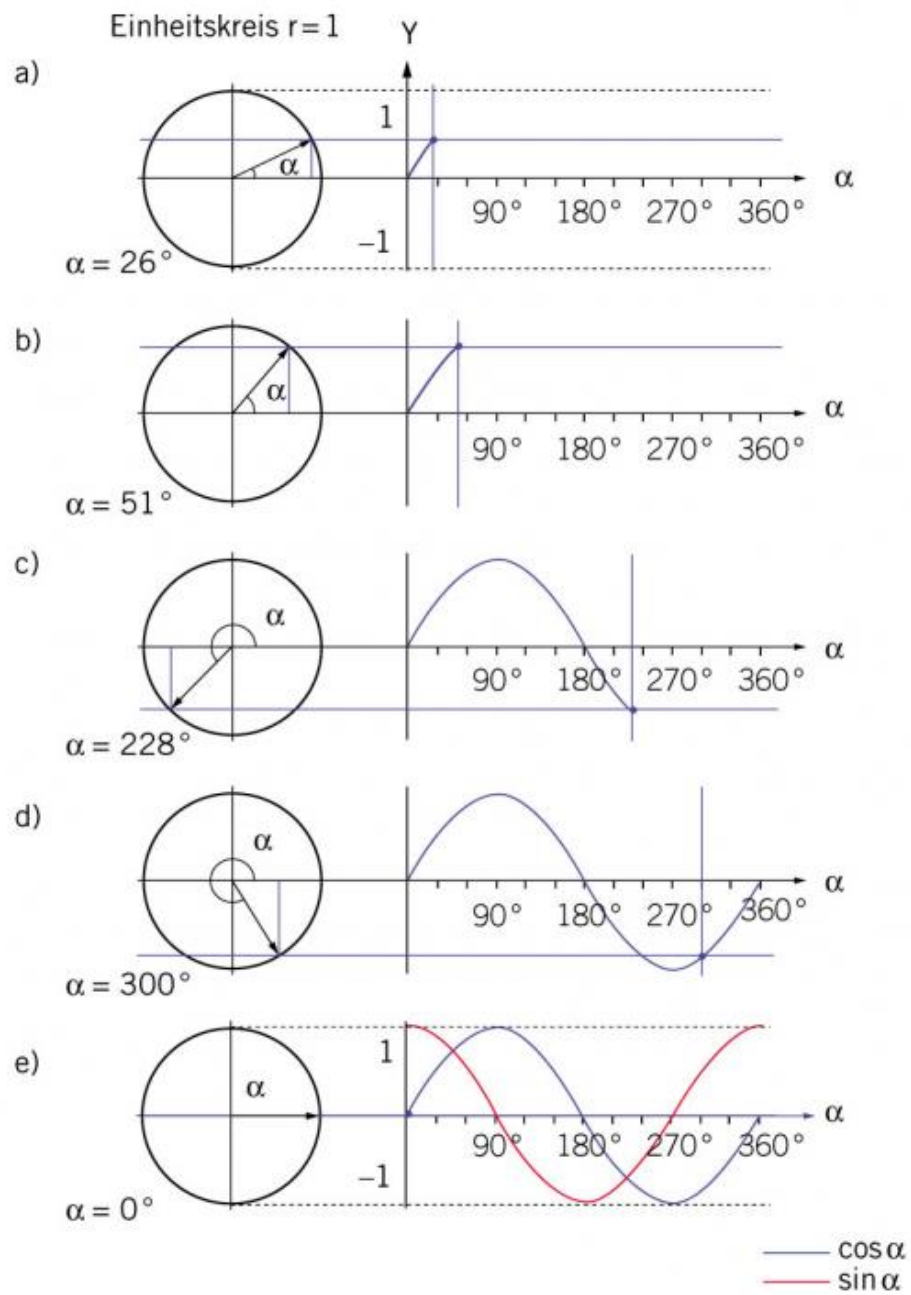 Einheitskreis r = 1
Y
a)
1
α
α
90° 180° 270° 360°
−1
α = 26°
b)
α
α
90° 180° 270° 360°
α = 51°
c)
α
α
90° 180° 270° 360°
α = 228°
d)
α
α
90° 180° 270° 360°
α = 300°
e)
1
α
α
90° 180° 270° 360°
−1
α = 0°
cos α
sin α